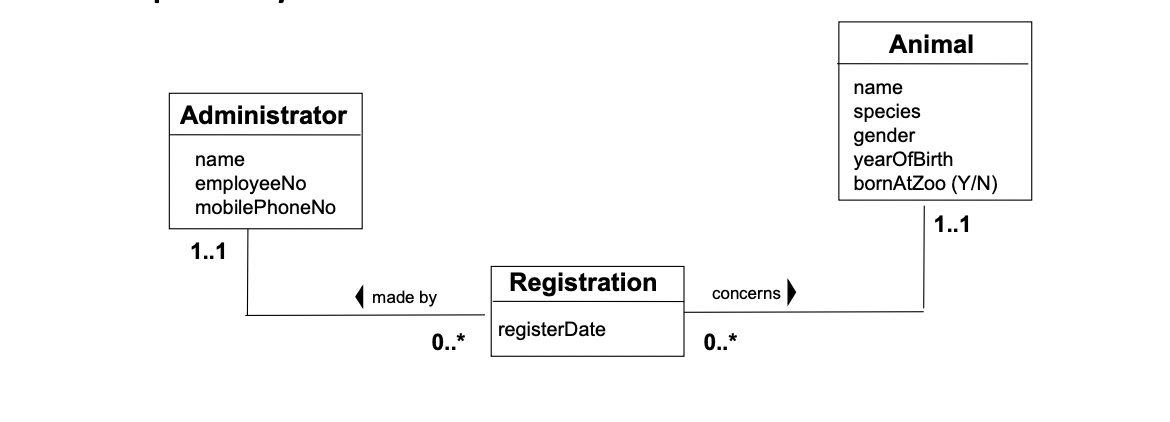 Animal
name
species
gender
yearOfBirth
bornAtZoo (Y/N)
1..1
Administrator
name
employeeNo
mobilePhoneNo
1..1
made by
0..*
Registration
registerDate
concerns
0..*